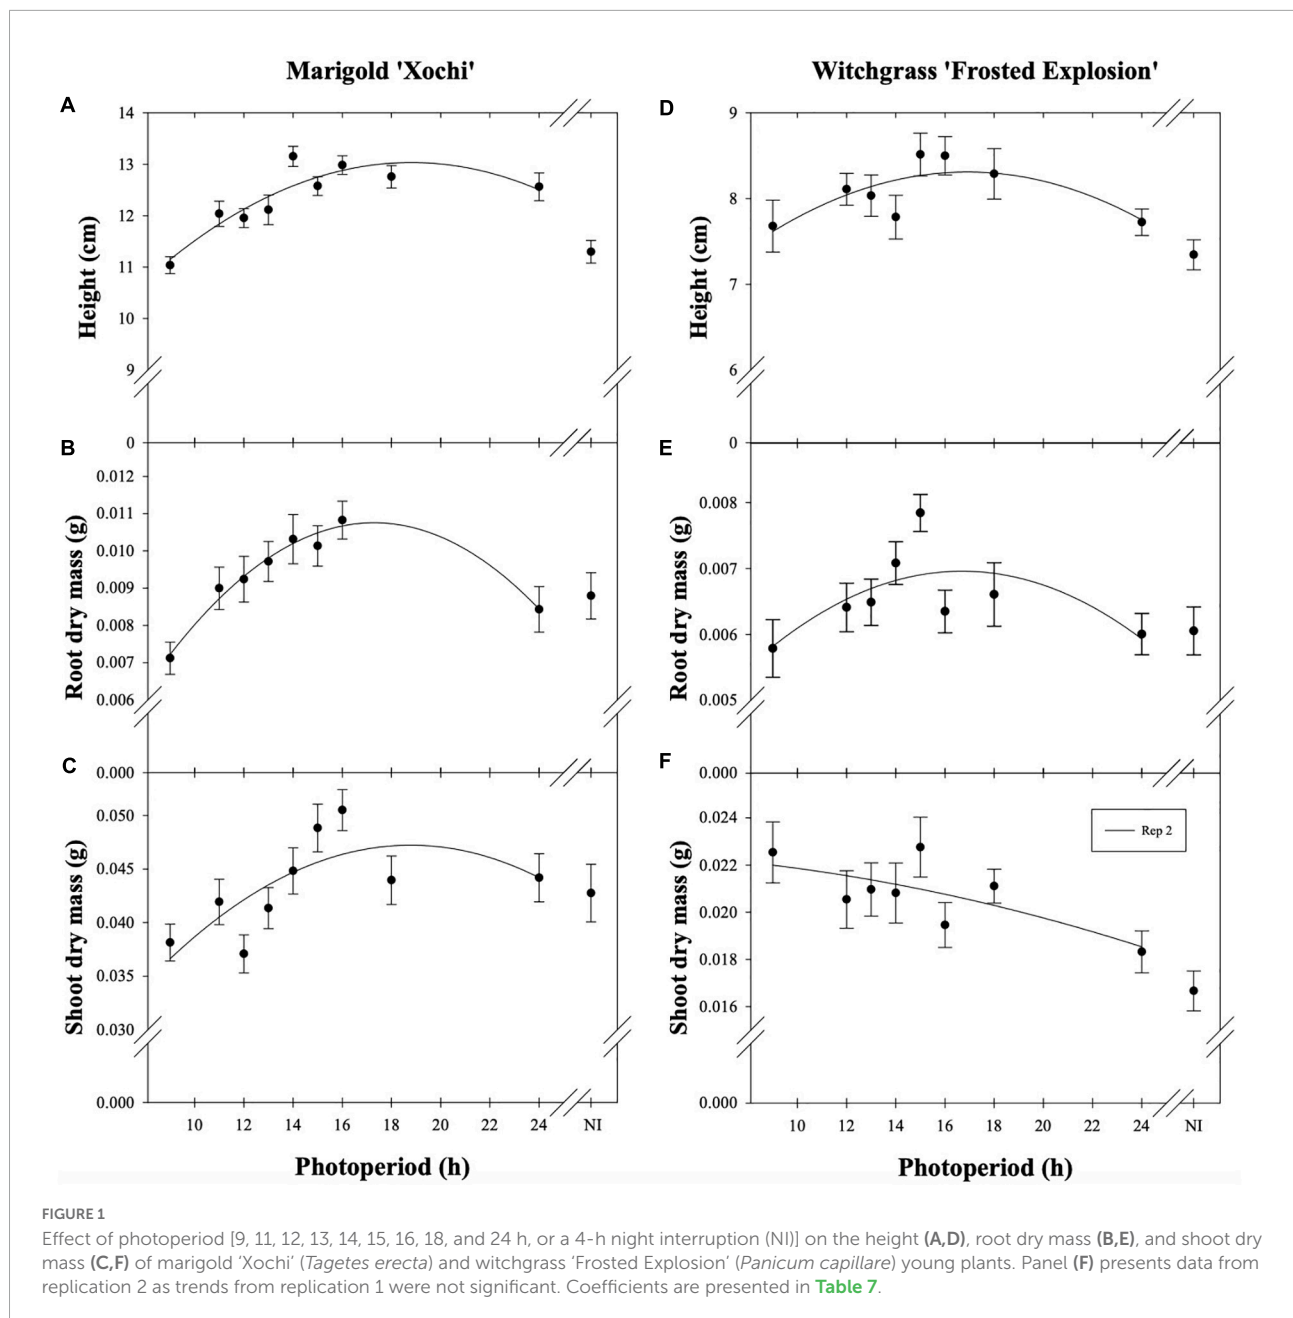 Marigold 'Xochi'
Witchgrass 'Frosted Explosion'
A
14
13
12
11
10
9
0
Height (cm)
D
9
8
7
6
0
Height (cm)
B
0.012
0.011
0.010
0.009
0.008
0.007
0.006
0.000
Root dry mass (g)
E
0.008
0.007
0.006
0.005
0.000
Root dry mass (g)
C
0.050
0.045
0.040
0.035
0.030
0.000
Shoot dry mass (g)
10 12 14 16 18 20 22 24 NI
Photoperiod (h)
F
0.024
0.022
0.020
0.018
0.016
0.000
Shoot dry mass (g)
Rep 2
10 12 14 16 18 20 22 24 NI
Photoperiod (h)
FIGURE 1
Effect of photoperiod [9, 11, 12, 13, 14, 15, 16, 18, and 24 h, or a 4-h night interruption (NI)] on the height (A,D), root dry mass (B,E), and shoot dry
mass (C,F) of marigold ‘Xochi’ (Tagetes erecta) and witchgrass ‘Frosted Explosion’ (Panicum capillare) young plants. Panel (F) presents data from
replication 2 as trends from replication 1 were not significant. Coefficients are presented in Table 7.